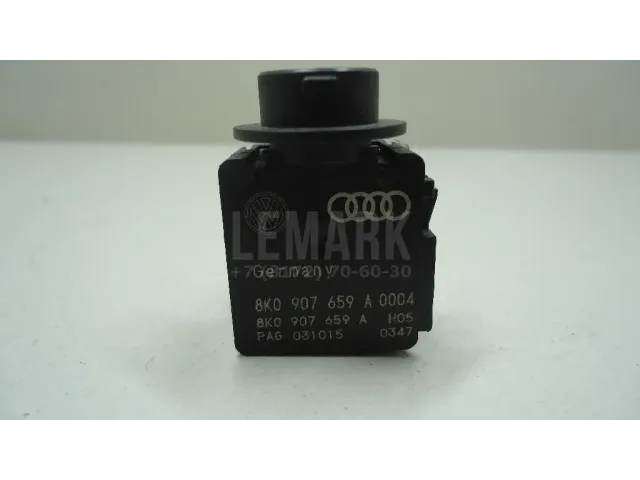 LEMARK
Germany
8K0 907 659 A 0004
8K0 907 659 A H05
PAG 031015 0347